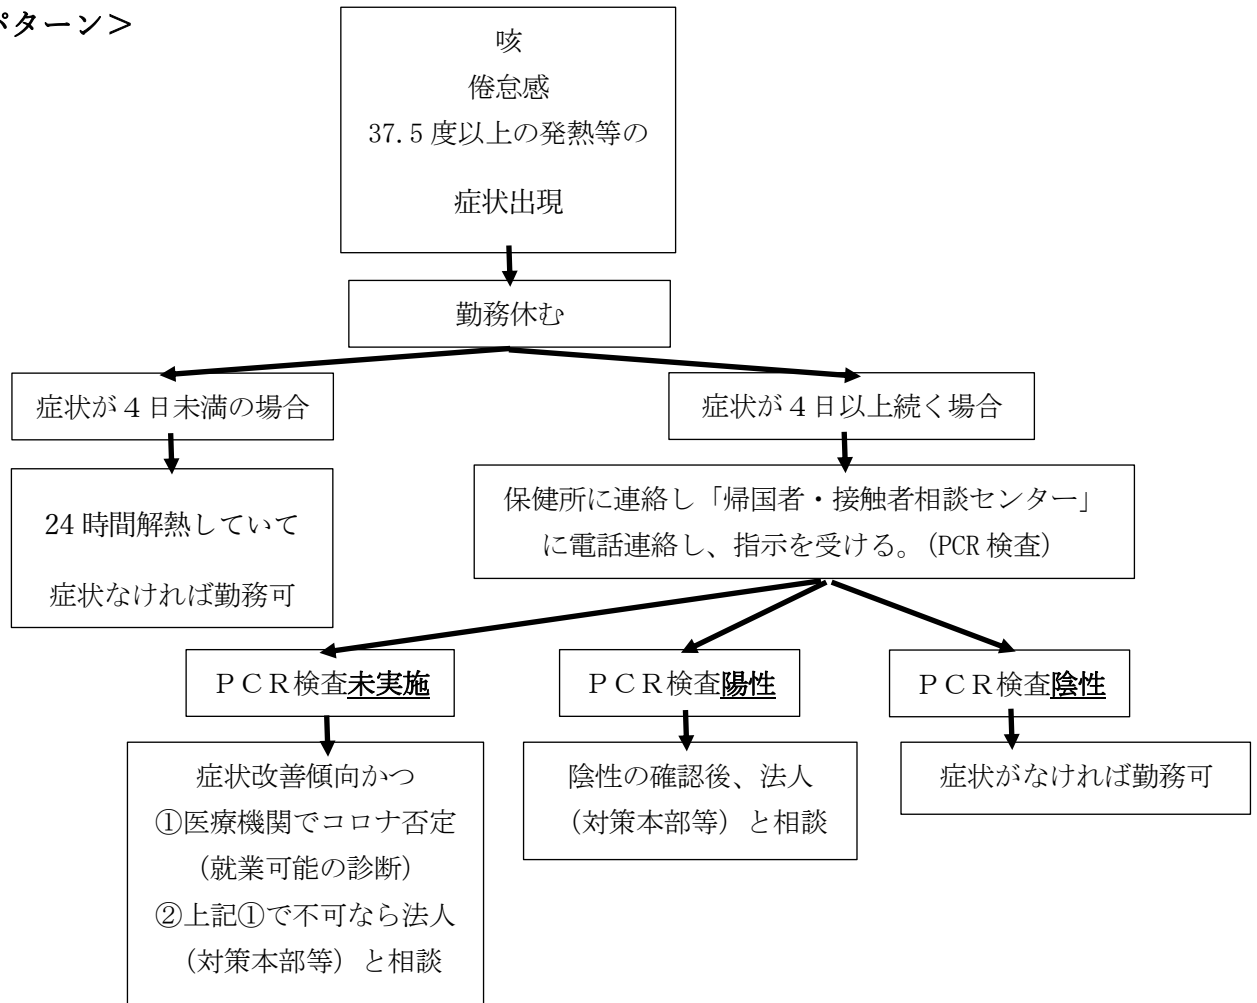 パターン＞
咳
倦怠感
37.5度以上の発熱等の
症状出現
勤務休む
症状が４日未満の場合
症状が４日以上続く場合
24時間解熱していて
症状なければ勤務可
保健所に連絡し「帰国者・接触者相談センター」
に電話連絡し、指示を受ける。（PCR検査）
ＰＣＲ検査未実施
ＰＣＲ検査陽性
ＰＣＲ検査陰性
症状改善傾向かつ
①医療機関でコロナ否定
（就業可能の診断）
②上記①で不可なら法人
（対策本部等）と相談
陰性の確認後、法人
（対策本部等）と相談
症状がなければ勤務可